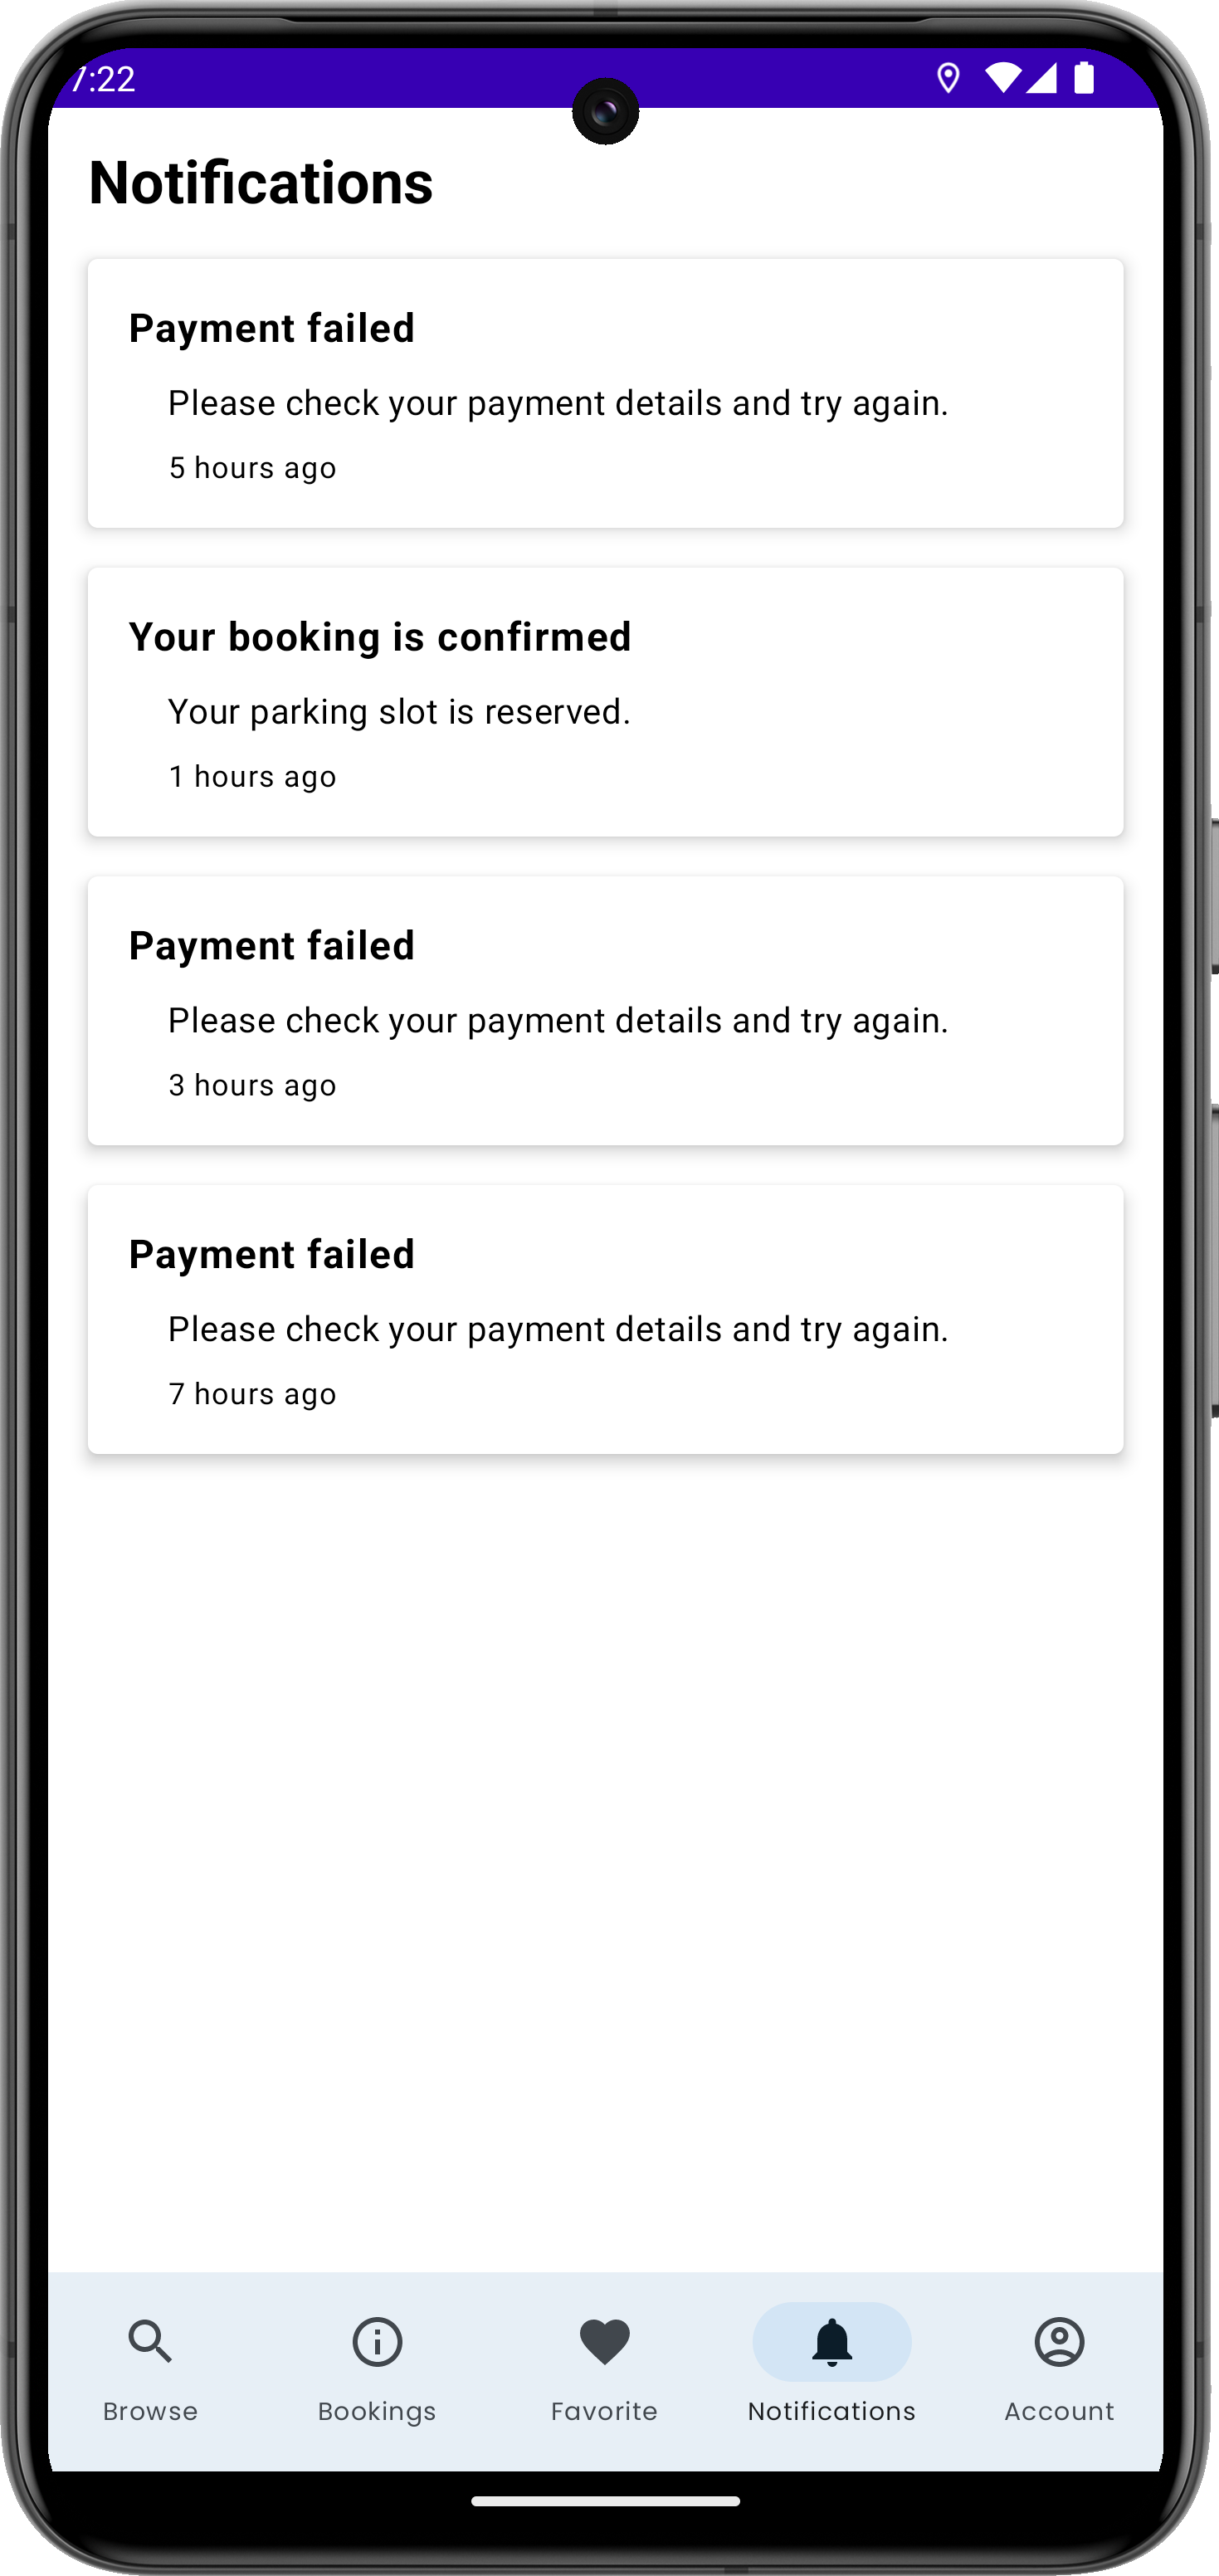 7:22
Notifications
Payment failed
Please check your payment details and try again.
5 hours ago
Your booking is confirmed
Your parking slot is reserved.
1 hours ago
Payment failed
Please check your payment details and try again.
3 hours ago
Payment failed
Please check your payment details and try again.
7 hours ago
Browse
Bookings
Favorite
Notifications
Account